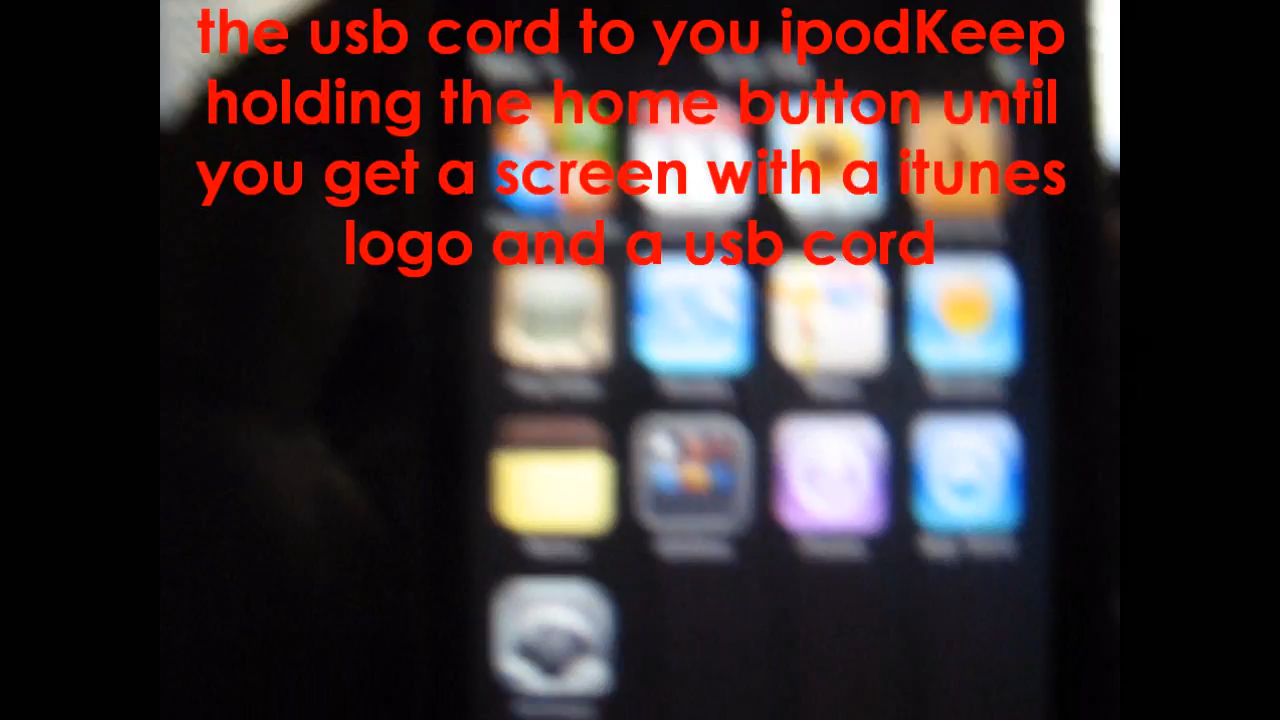 the usb cord to you ipodKeep
holding the home button until
you get a screen with a itunes
logo and a usb cord